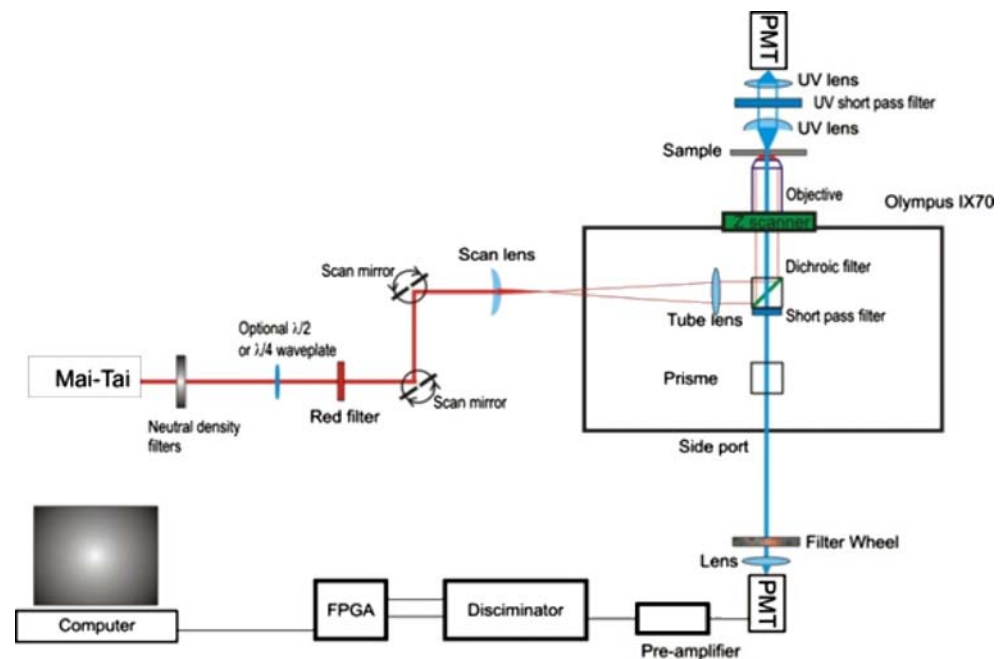 PMT
UV lens
UV short pass filter
UV lens
Sample
Objective
Olympus IX70
Z scanner
Scan lens
Scan mirror
Dichroic filter
Tube lens
Short pass filter
Optional λ/2
or λ/4 waveplate
Mai-Tai
Prisme
Scan mirror
Red filter
Neutral density
filters
Side port
Filter Wheel
Lens
PMT
FPGA
Disciminator
Computer
Pre-amplifier